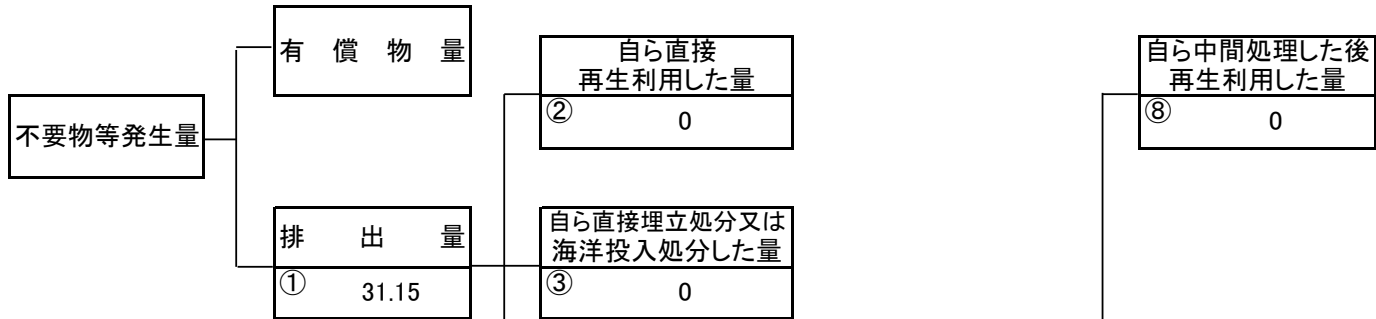 不要物等発生量
有償物量
排出量
① 31.15
自ら直接
再生利用した量
② 0
自ら直接埋立処分又は
海洋投入処分した量
③ 0
自ら中間処理した後
再生利用した量
⑧ 0